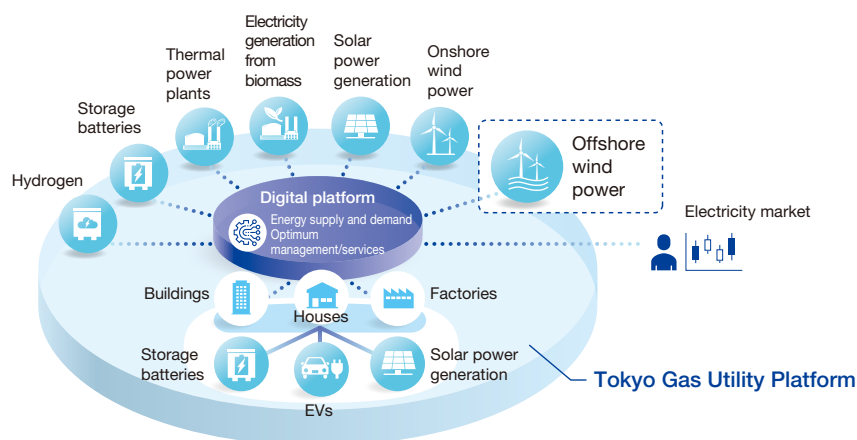 Electricity
generation
from
biomass
Solar
power
generation
Onshore
wind
power
Thermal
power
plants
Storage
batteries
Hydrogen
Offshore
wind
power
Digital platform
Energy supply and demand
Optimum
management/services
Electricity market
Buildings
Houses
Factories
Storage
batteries
EVs
Solar power
generation
Tokyo Gas Utility Platform